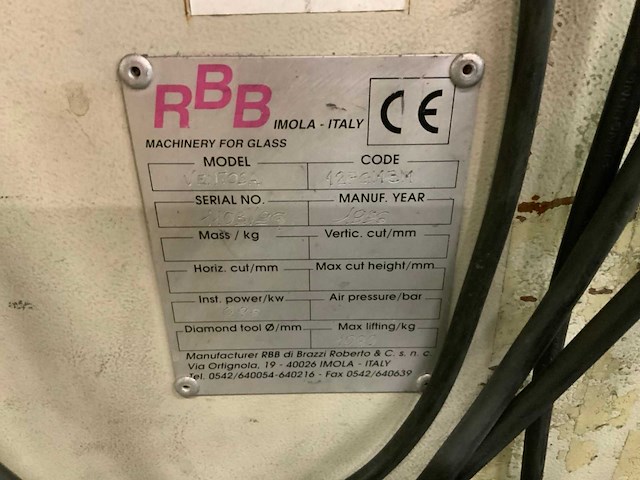 RBB IMOLA - ITALY CE
MACHINERY FOR GLASS
MODEL CODE
SERIAL NO. MANUF. YEAR
Mass / kg Vertic. cut/mm
Horiz. cut/mm Max cut height/mm
Inst. power/kw Air pressure/bar
Diamond tool Ø/mm Max lifting/kg
Manufacturer RBB di Brazzi Roberto & C. s. n. c.
Via Ortignola, 19 - 40026 IMOLA - ITALY
Tel. 0542/640054-640216 - Fax 0542/640639